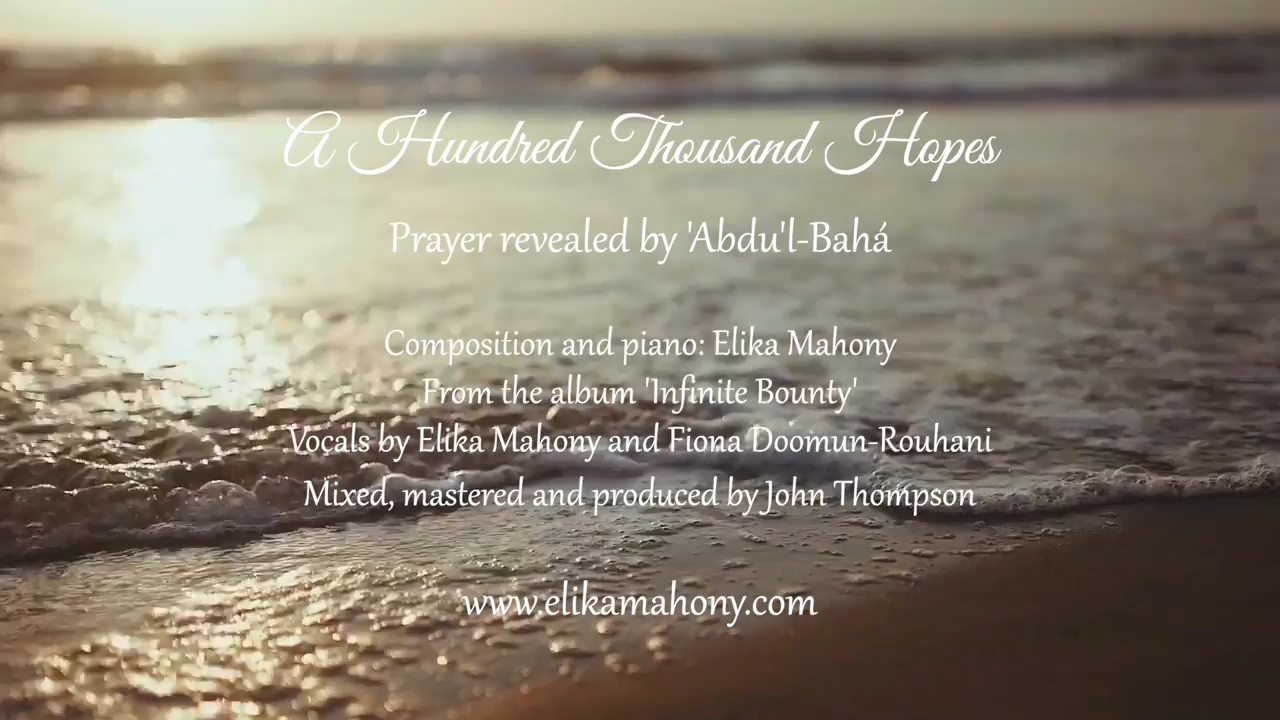 A Hundred Thousand Hopes
Prayer revealed by 'Abdu'l-Bahá
Composition and piano: Elika Mahony
From the album 'Infinite Bounty'
Vocals by Elika Mahony and Fiona Doomun-Rouhani
Mixed, mastered and produced by John Thompson
www.elikamahony.com